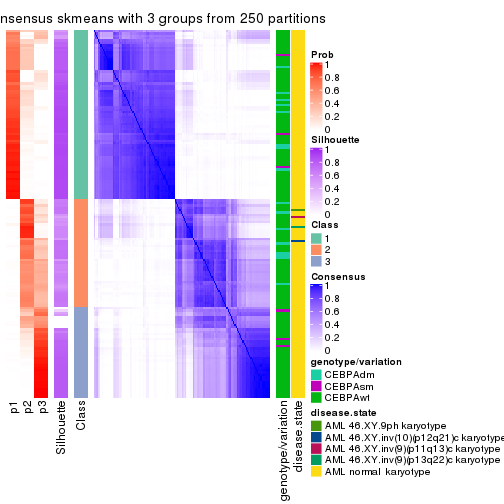 nsensus skmeans with 3 groups from 250 partitions
Prob
1
0.8
0.6
0.4
0.2
0
Silhouette
1
0.8
0.6
0.4
0.2
0
Class
1
2
3
Consensus
1
0.8
0.6
0.4
0.2
0
genotype/variation
CEBPAdm
CEBPAsm
CEBPAwt
disease.state
AML 46.XY.9ph karyotype
AML 46.XY.inv(10)(p12q21)c karyotype
AML 46.XY.inv(9)(p11q13)c karyotype
AML 46.XY.inv(9)(p13q22)c karyotype
AML normal karyotype
p1
p2
p3
Silhouette
Class
genotype/variation
disease.state